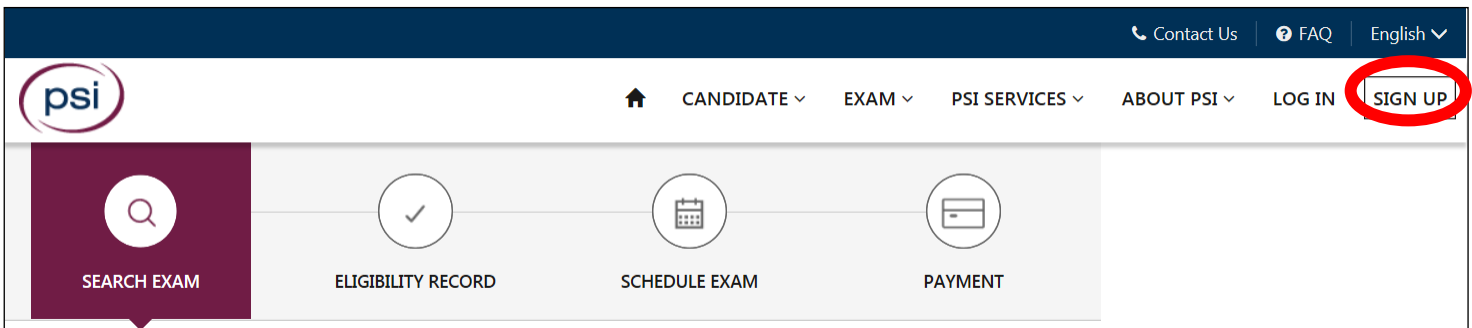 Contact Us FAQ English
psi CANDIDATE EXAM PSI SERVICES ABOUT PSI LOG IN SIGN UP
SEARCH EXAM ELIGIBILITY RECORD SCHEDULE EXAM PAYMENT